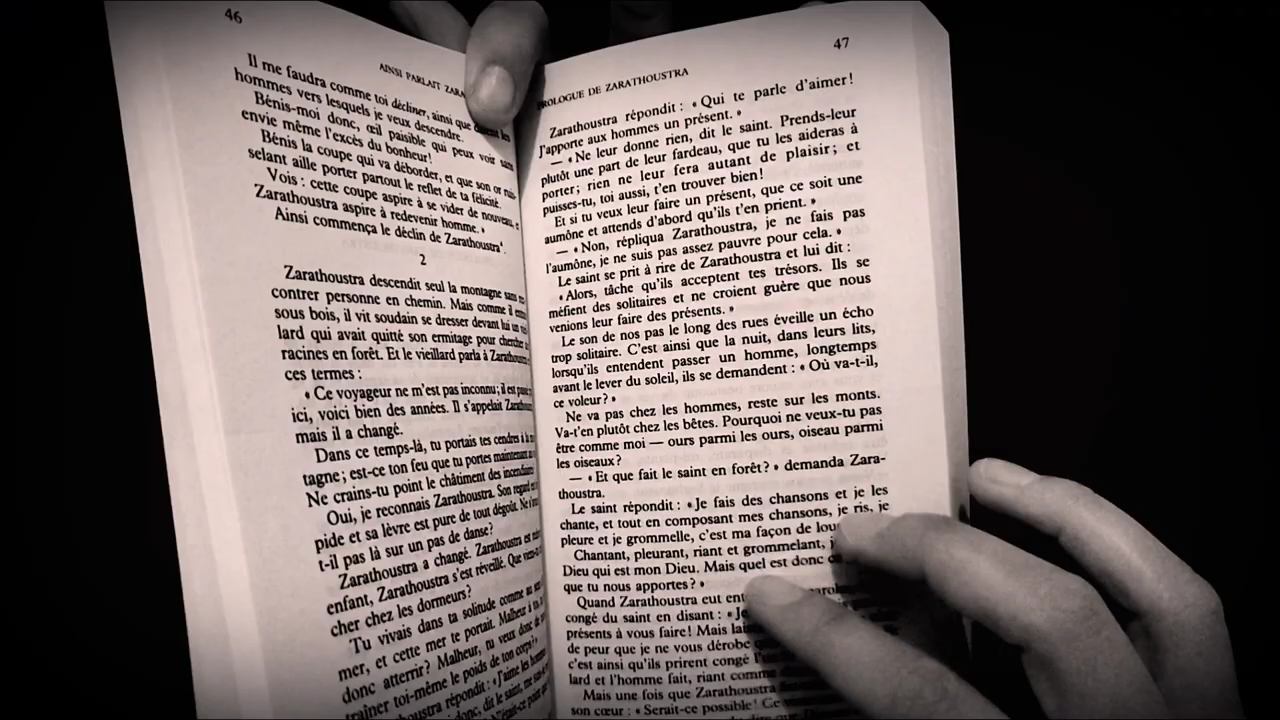 46
AINSI PARLAIT
Il me faudra comme toi décliner, ainsi que
hommes vers lesquels je veux descendre.
Bénis-moi donc, œil paisible qui peux voir sans
envie même l'excès du bonheur!
Bénis la coupe qui va déborder, et que son or
selant aille porter partout le reflet de ta félicité.
Vois : cette coupe aspire à se vider de nouveau,
Zarathoustra aspire à redevenir homme. »
Ainsi commença le déclin de Zarathoustra
2
Zarathoustra descendit seul la montagne sans
contrer personne en chemin. Mais comme il
sous bois, il vit soudain se dresser devant lui un
lard qui avait quitté son ermitage pour chercher
racines en forêt. Et le vieillard parla à
ces termes :
« Ce voyageur ne m'est pas inconnu; il est
ici, voici bien des années. Il s'appelait
mais il a changé.
Dans ce temps-là, tu portais tes cendres à la
tagne; est-ce ton feu que tu portes maintenant
Ne crains-tu point le châtiment des incendiaires
Oui, je reconnais Zarathoustra. Son regard
pide et sa lèvre est pure de tout dégoût. Ne
t-il pas là sur un pas de danse?
Zarathoustra a changé. Zarathoustra est
enfant, Zarathoustra s'est réveillé. Que
cher chez les dormeurs?
Tu vivais dans ta solitude comme au
mer, et cette mer te portait. Malheur à
donc atterrir? Malheur, tu veux donc
traîner toi-même le poids de ton corps?
répondit : « J'aime les
donc, dit le saint,
47
PROLOGUE DE ZARATHOUSTRA
Zarathoustra répondit : « Qui te parle d'aimer!
J'apporte aux hommes un présent. »
— « Ne leur donne rien, dit le saint. Prends-leur
plutôt une part de leur fardeau, que tu les aideras à
porter; rien ne leur fera autant de plaisir; et
puisses-tu, toi aussi, t'en trouver bien!
Et si tu veux leur faire un présent, que ce soit une
aumône et attends d'abord qu'ils t'en prient. »
— « Non, répliqua Zarathoustra, je ne fais pas
l'aumône, je ne suis pas assez pauvre pour cela. »
Le saint se prit à rire de Zarathoustra et lui dit :
« Alors, tâche qu'ils acceptent tes trésors. Ils se
méfient des solitaires et ne croient guère que nous
venions leur faire des présents. »
Le son de nos pas le long des rues éveille un écho
trop solitaire. C'est ainsi que la nuit, dans leurs lits,
lorsqu'ils entendent passer un homme, longtemps
avant le lever du soleil, ils se demandent : « Où va-t-il,
ce voleur? »
Ne va pas chez les hommes, reste sur les monts.
Va-t'en plutôt chez les bêtes. Pourquoi ne veux-tu pas
être comme moi — ours parmi les ours, oiseau parmi
les oiseaux?
— « Et que fait le saint en forêt? » demanda Zara-
thoustra.
Le saint répondit : « Je fais des chansons et je les
chante, et tout en composant mes chansons, je ris, je
pleure et je grommelle, c'est ma façon de
Chantant, pleurant, riant et grommelant,
Dieu qui est mon Dieu. Mais quel est donc
que tu nous apportes? »
Quand Zarathoustra eut
congé du saint en disant : «
présents à vous faire! Mais
de peur que je ne vous dérobe
c'est ainsi qu'ils prirent congé
lard et l'homme fait, riant comme
Mais une fois que Zarathoustra
son cœur : « Serait-ce possible!